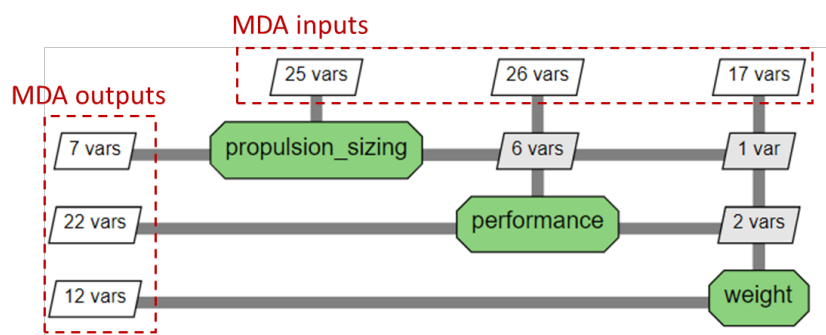 MDA inputs
25 vars
26 vars
17 vars
MDA outputs
7 vars
propulsion_sizing
6 vars
1 var
22 vars
performance
2 vars
12 vars
weight